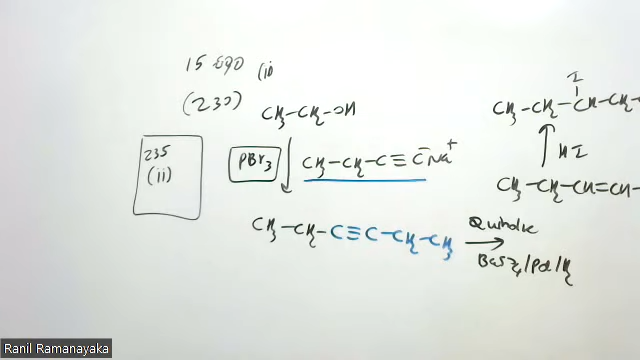 15 (ii)
(230)
CH₃-CH₂-OH
235
(ii)
PBr₃
CH₃-CH₂-C≡C̄Na⁺
CH₃-CH₂-C≡C-CH₂-CH₃
Quinoline
BaSO₄/Pd/H₂
I
CH₃-CH₂-CH-CH₂
HI
CH₃-CH₂-CH=CH-
Ranil Ramanayaka